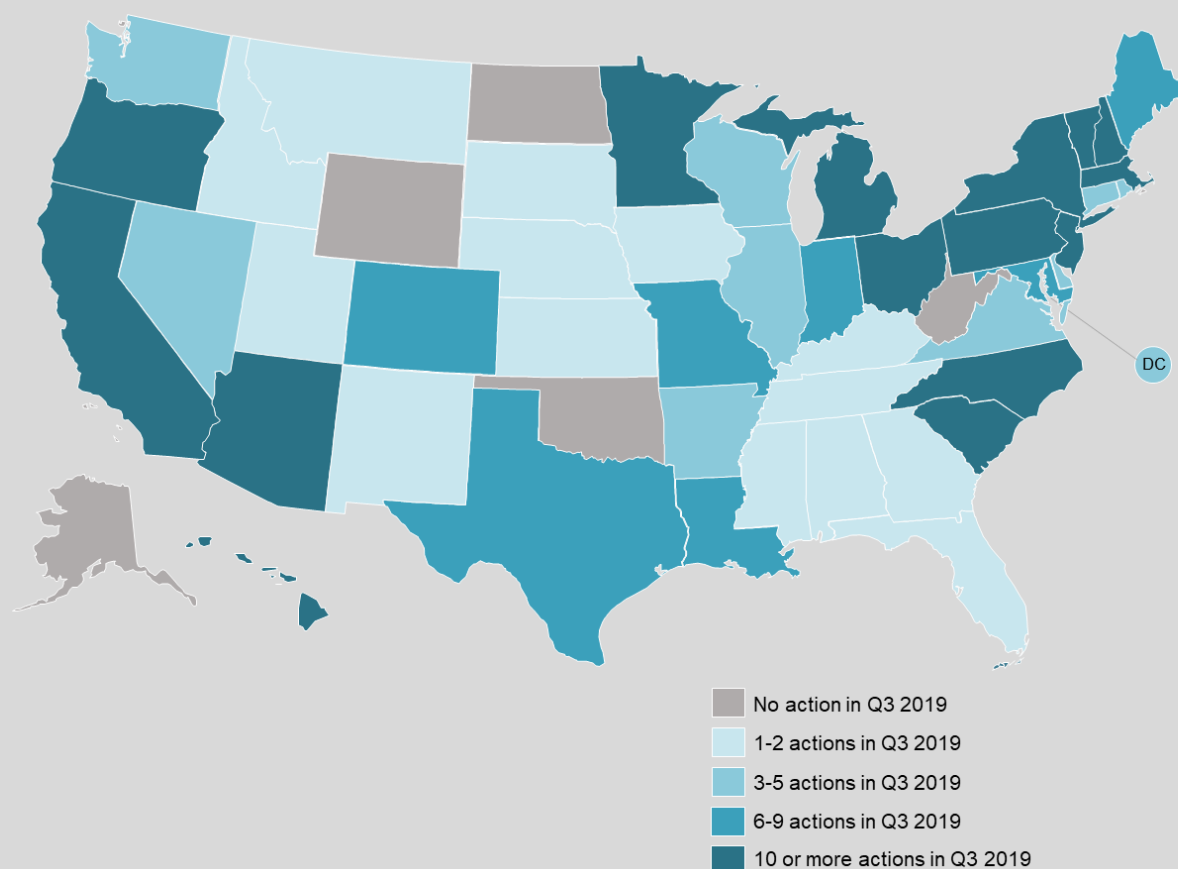 DC
No action in Q3 2019
1-2 actions in Q3 2019
3-5 actions in Q3 2019
6-9 actions in Q3 2019
10 or more actions in Q3 2019